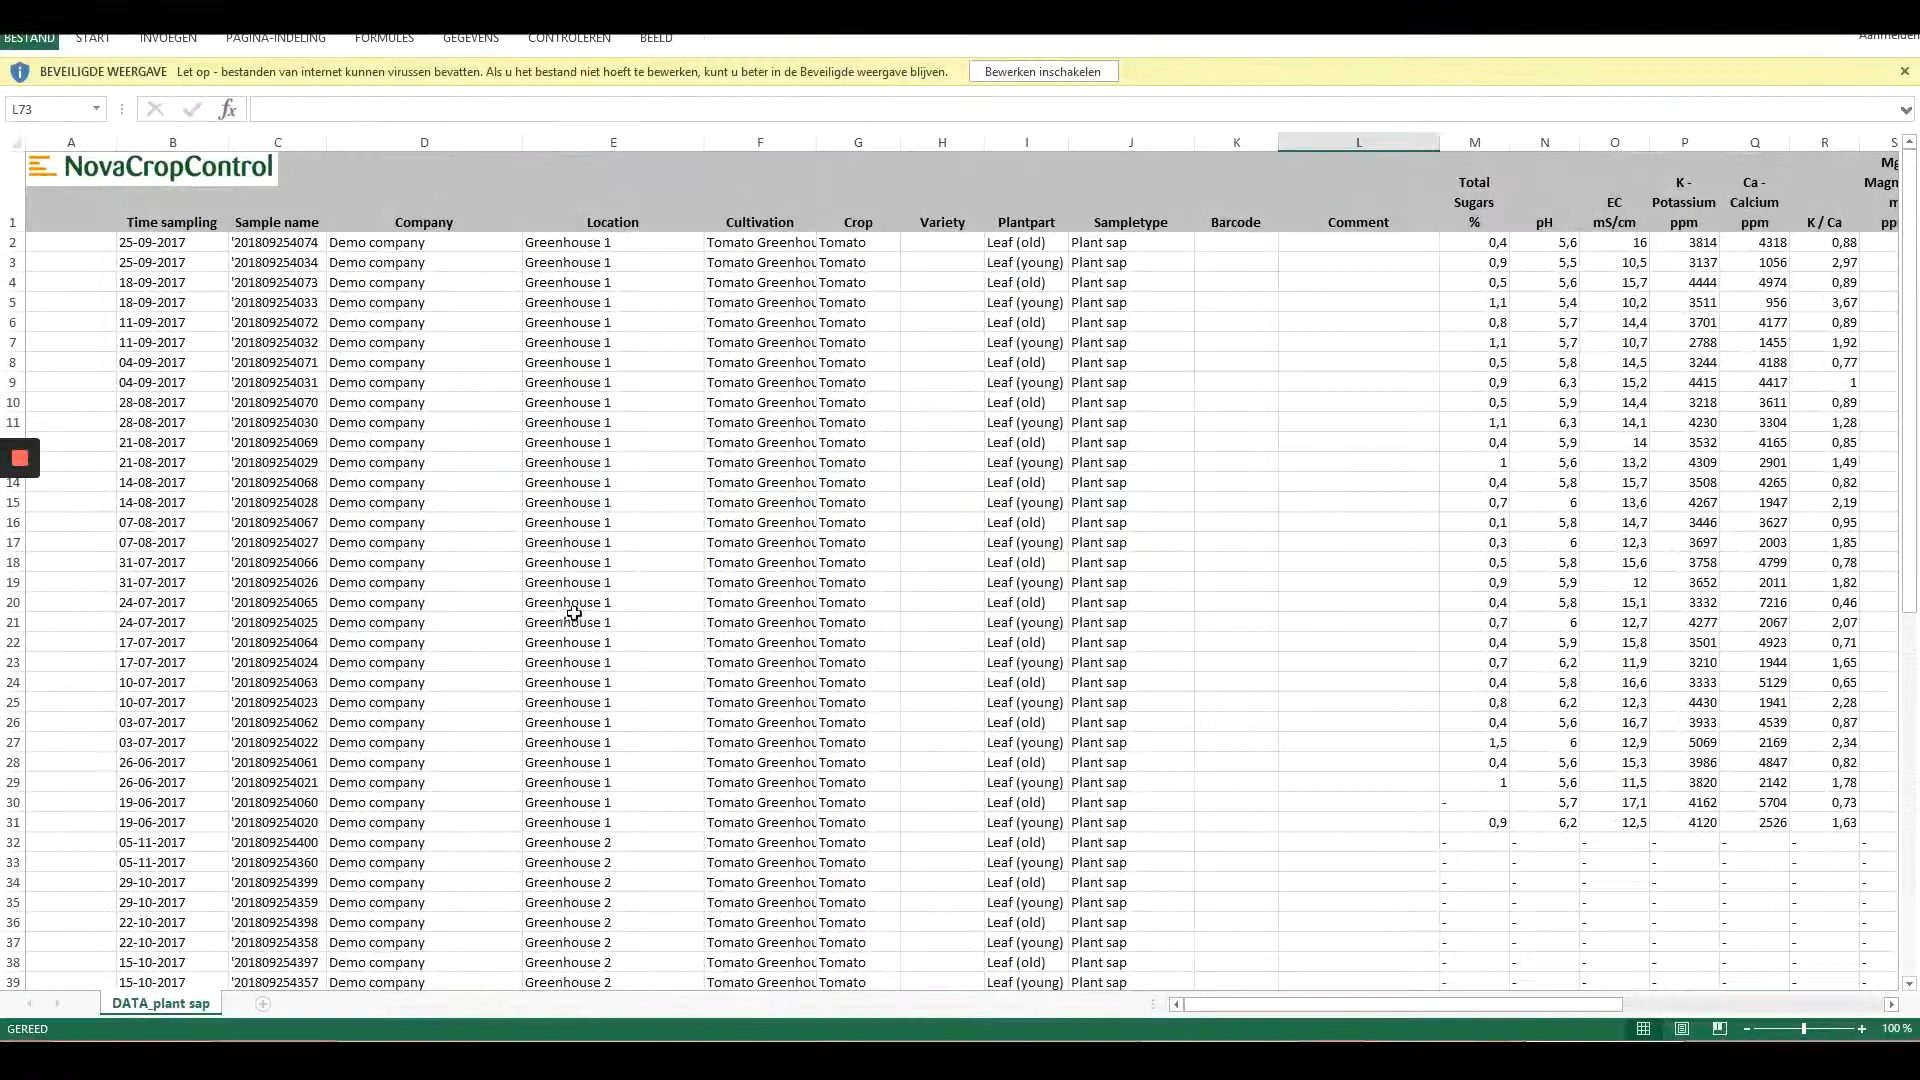 BESTAND START INVOEGEN PAGINA-INDELING FORMULES GEGEVENS CONTROLEREN BEELD Aanmelden
BEVEILIGDE WEERGAVE Let op - bestanden van internet kunnen virussen bevatten. Als u het bestand niet hoeft te bewerken, kunt u beter in de Beveiligde weergave blijven. Bewerken inschakelen
L73 fx
A B C D E F G H I J K L M N O P Q R S
NovaCropControl
Mg
Total K - Ca - Magn
Sugars EC Potassium Calcium m
1 Time sampling Sample name Company Location Cultivation Crop Variety Plantpart Sampletype Barcode Comment % pH mS/cm ppm ppm K / Ca pp
2 25-09-2017 '201809254074 Demo company Greenhouse 1 Tomato Greenhou Tomato Leaf (old) Plant sap 0,4 5,6 16 3814 4318 0,88
3 25-09-2017 '201809254034 Demo company Greenhouse 1 Tomato Greenhou Tomato Leaf (young) Plant sap 0,9 5,5 10,5 3137 1056 2,97
4 18-09-2017 '201809254073 Demo company Greenhouse 1 Tomato Greenhou Tomato Leaf (old) Plant sap 0,5 5,6 15,7 4444 4974 0,89
5 18-09-2017 '201809254033 Demo company Greenhouse 1 Tomato Greenhou Tomato Leaf (young) Plant sap 1,1 5,4 10,2 3511 956 3,67
6 11-09-2017 '201809254072 Demo company Greenhouse 1 Tomato Greenhou Tomato Leaf (old) Plant sap 0,8 5,7 14,4 3701 4177 0,89
7 11-09-2017 '201809254032 Demo company Greenhouse 1 Tomato Greenhou Tomato Leaf (young) Plant sap 1,1 5,7 10,7 2788 1455 1,92
8 04-09-2017 '201809254071 Demo company Greenhouse 1 Tomato Greenhou Tomato Leaf (old) Plant sap 0,5 5,8 14,5 3244 4188 0,77
9 04-09-2017 '201809254031 Demo company Greenhouse 1 Tomato Greenhou Tomato Leaf (young) Plant sap 0,9 6,3 15,2 4415 4417 1
10 28-08-2017 '201809254070 Demo company Greenhouse 1 Tomato Greenhou Tomato Leaf (old) Plant sap 0,5 5,9 14,4 3218 3611 0,89
11 28-08-2017 '201809254030 Demo company Greenhouse 1 Tomato Greenhou Tomato Leaf (young) Plant sap 1,1 6,3 14,1 4230 3304 1,28
21-08-2017 '201809254069 Demo company Greenhouse 1 Tomato Greenhou Tomato Leaf (old) Plant sap 0,4 5,9 14 3532 4165 0,85
21-08-2017 '201809254029 Demo company Greenhouse 1 Tomato Greenhou Tomato Leaf (young) Plant sap 1 5,6 13,2 4309 2901 1,49
14 14-08-2017 '201809254068 Demo company Greenhouse 1 Tomato Greenhou Tomato Leaf (old) Plant sap 0,4 5,8 15,7 3508 4265 0,82
15 14-08-2017 '201809254028 Demo company Greenhouse 1 Tomato Greenhou Tomato Leaf (young) Plant sap 0,7 6 13,6 4267 1947 2,19
16 07-08-2017 '201809254067 Demo company Greenhouse 1 Tomato Greenhou Tomato Leaf (old) Plant sap 0,1 5,8 14,7 3446 3627 0,95
17 07-08-2017 '201809254027 Demo company Greenhouse 1 Tomato Greenhou Tomato Leaf (young) Plant sap 0,3 6 12,3 3697 2003 1,85
18 31-07-2017 '201809254066 Demo company Greenhouse 1 Tomato Greenhou Tomato Leaf (old) Plant sap 0,5 5,8 15,6 3758 4799 0,78
19 31-07-2017 '201809254026 Demo company Greenhouse 1 Tomato Greenhou Tomato Leaf (young) Plant sap 0,9 5,9 12 3652 2011 1,82
20 24-07-2017 '201809254065 Demo company Greenhouse 1 Tomato Greenhou Tomato Leaf (old) Plant sap 0,4 5,8 15,1 3332 7216 0,46
21 24-07-2017 '201809254025 Demo company Greenhouse 1 Tomato Greenhou Tomato Leaf (young) Plant sap 0,7 6 12,7 4277 2067 2,07
22 17-07-2017 '201809254064 Demo company Greenhouse 1 Tomato Greenhou Tomato Leaf (old) Plant sap 0,4 5,9 15,8 3501 4923 0,71
23 17-07-2017 '201809254024 Demo company Greenhouse 1 Tomato Greenhou Tomato Leaf (young) Plant sap 0,7 6,2 11,9 3210 1944 1,65
24 10-07-2017 '201809254063 Demo company Greenhouse 1 Tomato Greenhou Tomato Leaf (old) Plant sap 0,4 5,8 16,6 3333 5129 0,65
25 10-07-2017 '201809254023 Demo company Greenhouse 1 Tomato Greenhou Tomato Leaf (young) Plant sap 0,8 6,2 12,3 4430 1941 2,28
26 03-07-2017 '201809254062 Demo company Greenhouse 1 Tomato Greenhou Tomato Leaf (old) Plant sap 0,4 5,6 16,7 3933 4539 0,87
27 03-07-2017 '201809254022 Demo company Greenhouse 1 Tomato Greenhou Tomato Leaf (young) Plant sap 1,5 6 12,9 5069 2169 2,34
28 26-06-2017 '201809254061 Demo company Greenhouse 1 Tomato Greenhou Tomato Leaf (old) Plant sap 0,4 5,6 15,3 3986 4847 0,82
29 26-06-2017 '201809254021 Demo company Greenhouse 1 Tomato Greenhou Tomato Leaf (young) Plant sap 1 5,6 11,5 3820 2142 1,78
30 19-06-2017 '201809254060 Demo company Greenhouse 1 Tomato Greenhou Tomato Leaf (old) Plant sap - 5,7 17,1 4162 5704 0,73
31 19-06-2017 '201809254020 Demo company Greenhouse 1 Tomato Greenhou Tomato Leaf (young) Plant sap 0,9 6,2 12,5 4120 2526 1,63
32 05-11-2017 '201809254400 Demo company Greenhouse 2 Tomato Greenhou Tomato Leaf (old) Plant sap - - - - - - -
33 05-11-2017 '201809254360 Demo company Greenhouse 2 Tomato Greenhou Tomato Leaf (young) Plant sap - - - - - - -
34 29-10-2017 '201809254399 Demo company Greenhouse 2 Tomato Greenhou Tomato Leaf (old) Plant sap - - - - - - -
35 29-10-2017 '201809254359 Demo company Greenhouse 2 Tomato Greenhou Tomato Leaf (young) Plant sap - - - - - - -
36 22-10-2017 '201809254398 Demo company Greenhouse 2 Tomato Greenhou Tomato Leaf (old) Plant sap - - - - - - -
37 22-10-2017 '201809254358 Demo company Greenhouse 2 Tomato Greenhou Tomato Leaf (young) Plant sap - - - - - - -
38 15-10-2017 '201809254397 Demo company Greenhouse 2 Tomato Greenhou Tomato Leaf (old) Plant sap - - - - - - -
39 15-10-2017 '201809254357 Demo company Greenhouse 2 Tomato Greenhou Tomato Leaf (young) Plant sap - - - - - - -
DATA_plant sap
GEREED 100 %